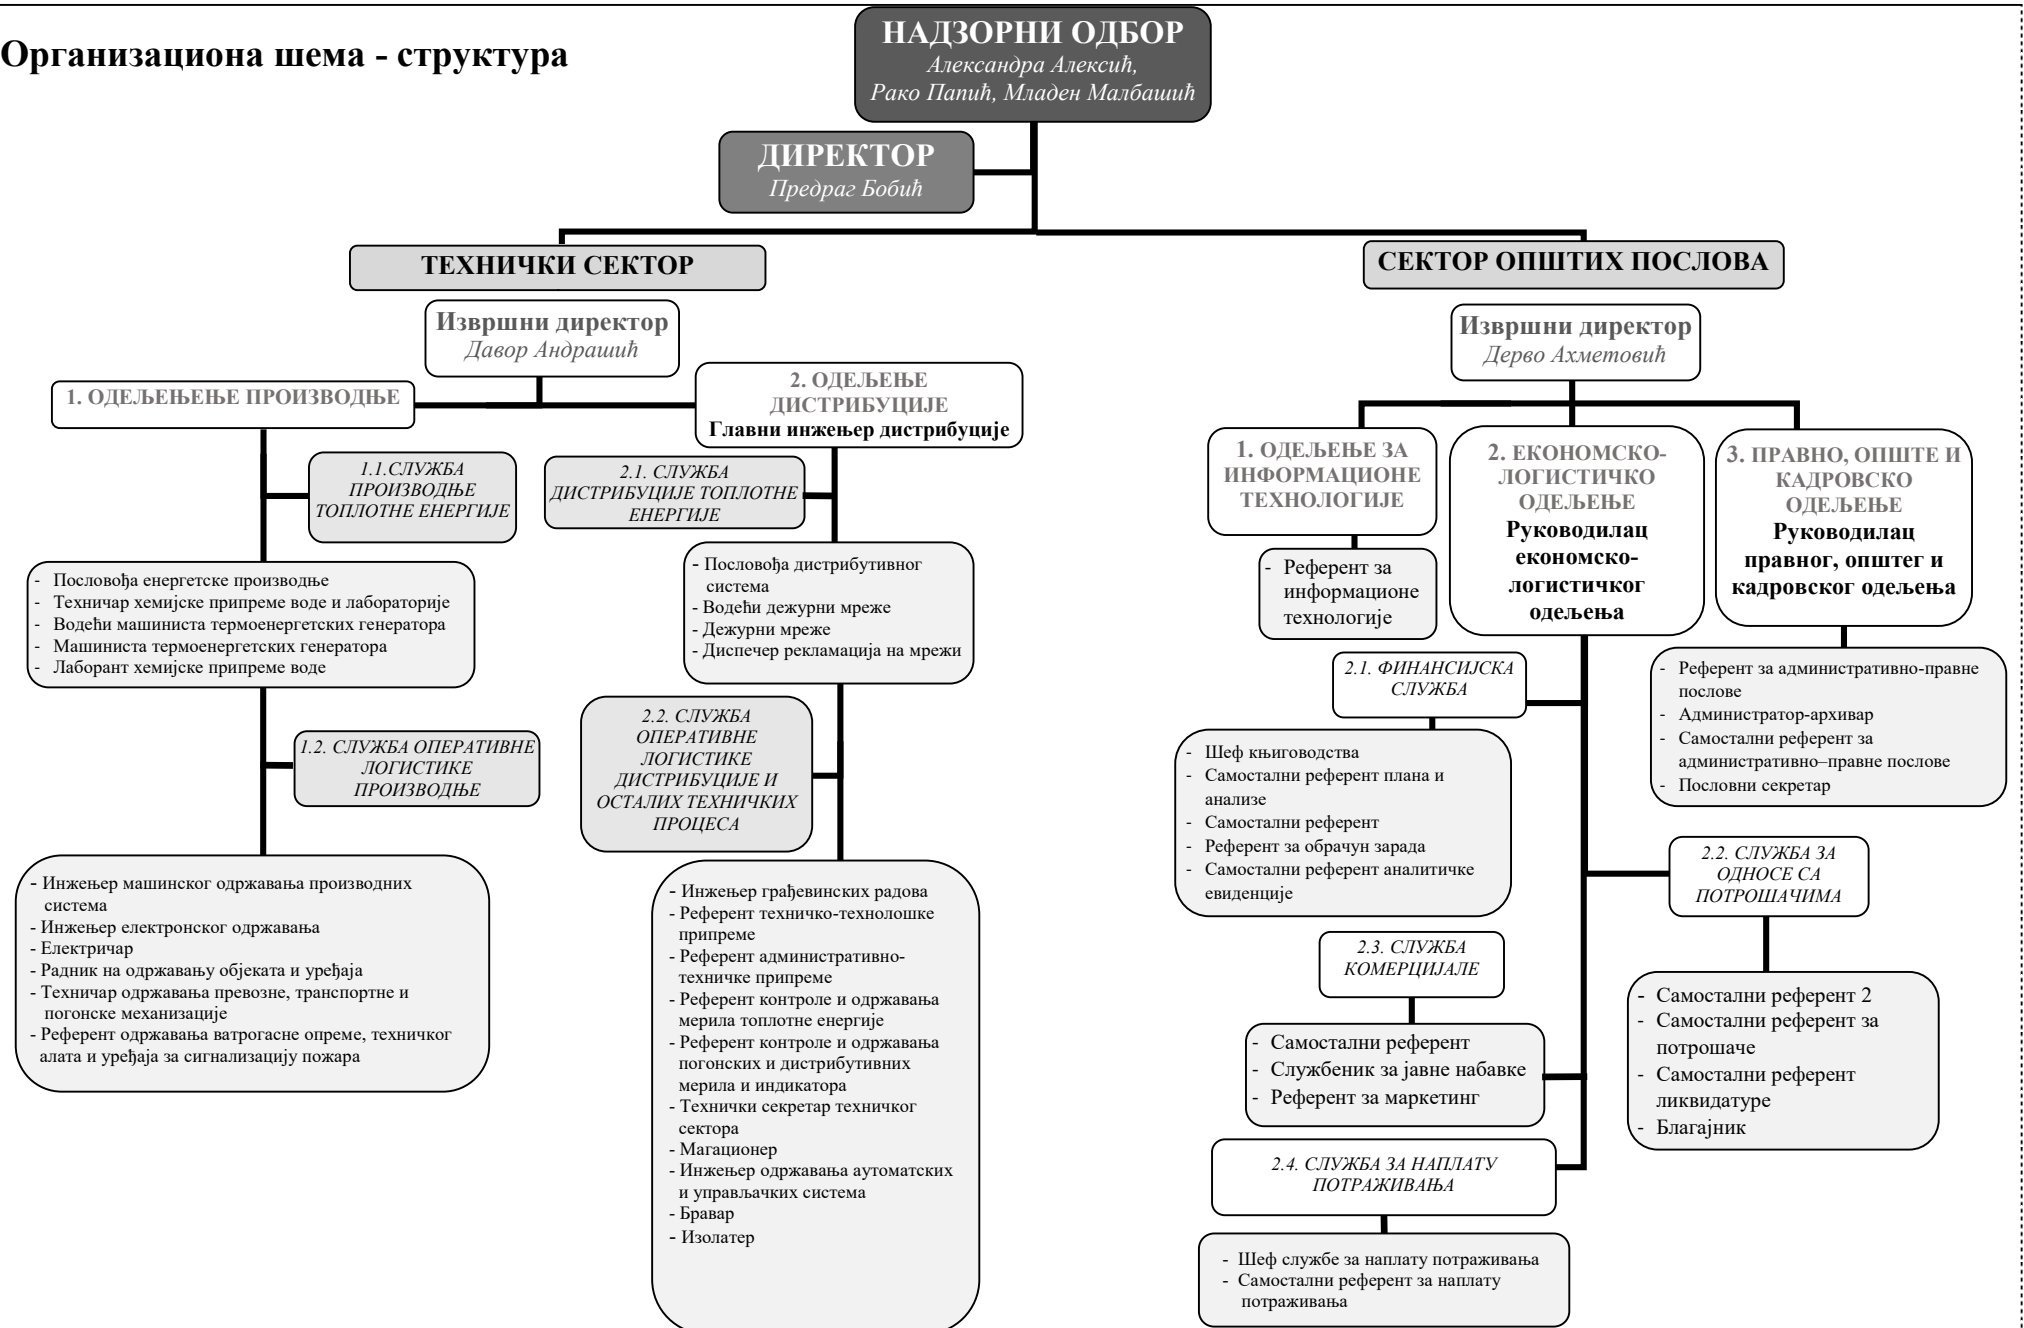 Организациона шема - структура
НАДЗОРНИ ОДБОР
Александра Алексић,
Рако Папић, Младен Малбашић
ДИРЕКТОР
Предраг Бобић
ТЕХНИЧКИ СЕКТОР
Извршни директор
Давор Андрашић
1. ОДЕЉЕЊЕЊЕ ПРОИЗВОДЊЕ
1.1.СЛУЖБА
ПРОИЗВОДЊЕ
ТОПЛОТНЕ ЕНЕРГИЈЕ
- Пословођа енергетске производње
- Техничар хемијске припреме воде и лабораторије
- Водећи машиниста термоенергетских генератора
- Машиниста термоенергетских генератора
- Лаборант хемијске припреме воде
1.2. СЛУЖБА ОПЕРАТИВНЕ
ЛОГИСТИКЕ
ПРОИЗВОДЊЕ
- Инжењер машинског одржавања производних
система
- Инжењер електронског одржавања
- Електричар
- Радник на одржавању објеката и уређаја
- Техничар одржавања превозне, транспортне и
погонске механизације
- Референт одржавања ватрогасне опреме, техничког
алата и уређаја за сигнализацију пожара
2. ОДЕЉЕЊЕ
ДИСТРИБУЦИЈЕ
Главни инжењер дистрибуције
2.1. СЛУЖБА
ДИСТРИБУЦИЈЕ ТОПЛОТНЕ
ЕНЕРГИЈЕ
- Пословођа дистрибутивног
система
- Водећи дежурни мреже
- Дежурни мреже
- Диспечер рекламација на мрежи
2.2. СЛУЖБА
ОПЕРАТИВНЕ
ЛОГИСТИКЕ
ДИСТРИБУЦИЈЕ И
ОСТАЛИХ ТЕХНИЧКИХ
ПРОЦЕСА
- Инжењер грађевинских радова
- Референт техничко-технолошке
припреме
- Референт административно-
техничке припреме
- Референт контроле и одржавања
мерила топлотне енергије
- Референт контроле и одржавања
погонских и дистрибутивних
мерила и индикатора
- Технички секретар техничког
сектора
- Магационер
- Инжењер одржавања аутоматских
и управљачких система
- Бравар
- Изолатер
СЕКТОР ОПШТИХ ПОСЛОВА
Извршни директор
Дерво Ахметовић
1. ОДЕЉЕЊЕ ЗА
ИНФОРМАЦИОНЕ
ТЕХНОЛОГИЈЕ
- Референт за
информационе
технологије
2. ЕКОНОМСКО-
ЛОГИСТИЧКО
ОДЕЉЕЊЕ
Руководилац
економско-
логистичког
одељења
2.1. ФИНАНСИЈСКА
СЛУЖБА
- Шеф књиговодства
- Самостални референт плана и
анализе
- Самостални референт
- Референт за обрачун зарада
- Самостални референт аналитичке
евиденције
2.2. СЛУЖБА ЗА
ОДНОСЕ СА
ПОТРОШАЧИМА
- Самостални референт 2
- Самостални референт за
потрошаче
- Самостални референт
ликвидатуре
- Благајник
2.3. СЛУЖБА
КОМЕРЦИЈАЛЕ
- Самостални референт
- Службеник за јавне набавке
- Референт за маркетинг
2.4. СЛУЖБА ЗА НАПЛАТУ
ПОТРАЖИВАЊА
- Шеф службе за наплату потраживања
- Самостални референт за наплату
потраживања
3. ПРАВНО, ОПШТЕ И
КАДРОВСКО
ОДЕЉЕЊЕ
Руководилац
правног, општег и
кадровског одељења
- Референт за административно-правне
послове
- Администратор-архивар
- Самостални референт за
административно–правне послове
- Пословни секретар